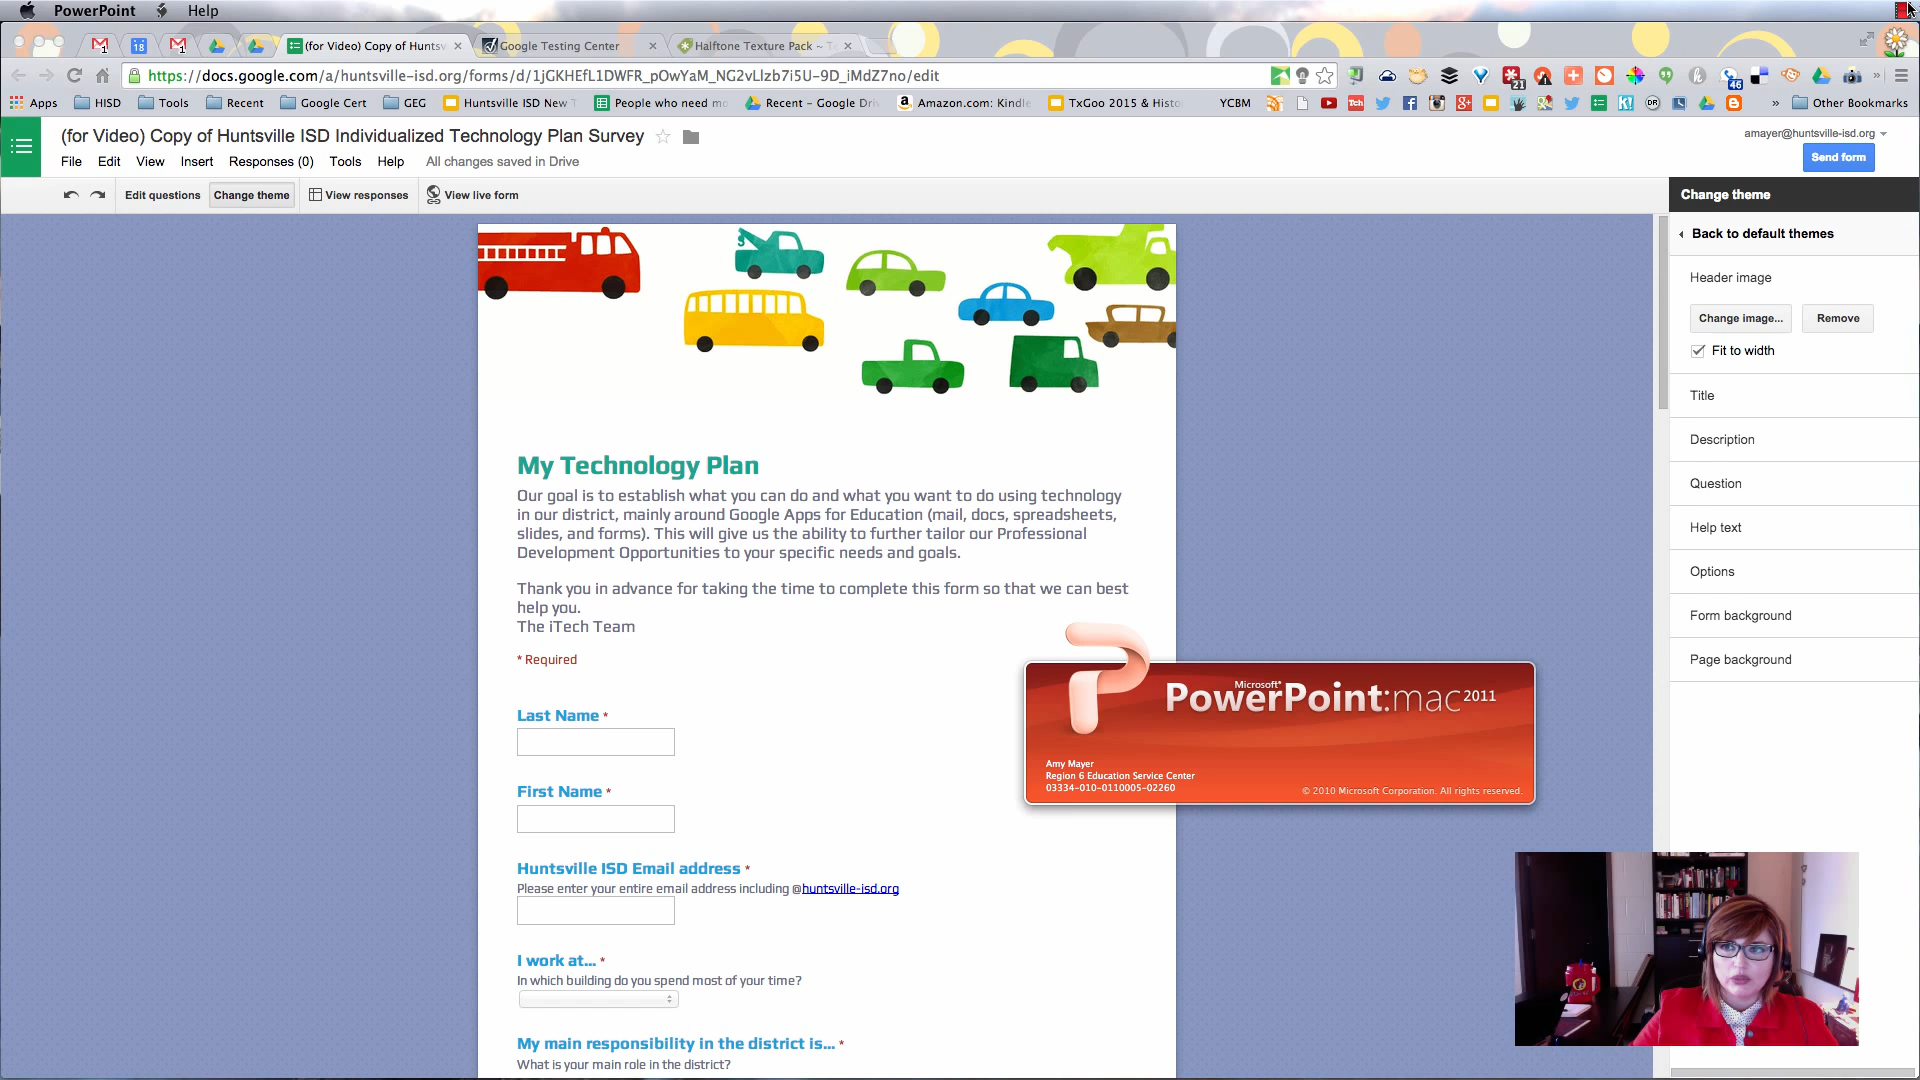 PowerPoint Help
(for Video) Copy of Huntsv
Google Testing Center
Halftone Texture Pack ~ T
https://docs.google.com/a/huntsville-isd.org/forms/d/1jGKHEfL1DWFR_pOwYaM_NG2vLlzb7i5U-9D_iMdZ7no/edit
Apps HISD Tools Recent Google Cert GEG Huntsville ISD New T People who need mo Recent – Google Dri Amazon.com: Kindle TxGoo 2015 & Histo YCBM Other Bookmarks
(for Video) Copy of Huntsville ISD Individualized Technology Plan Survey
amayer@huntsville-isd.org
File Edit View Insert Responses (0) Tools Help All changes saved in Drive
Send form
Edit questions Change theme View responses View live form
Change theme
Back to default themes
Header image
Change image... Remove
Fit to width
Title
Description
Question
Help text
Options
Form background
Page background
My Technology Plan
Our goal is to establish what you can do and what you want to do using technology
in our district, mainly around Google Apps for Education (mail, docs, spreadsheets,
slides, and forms). This will give us the ability to further tailor our Professional
Development Opportunities to your specific needs and goals.
Thank you in advance for taking the time to complete this form so that we can best
help you.
The iTech Team
* Required
Last Name *
First Name *
Huntsville ISD Email address *
Please enter your entire email address including @huntsville-isd.org
I work at... *
In which building do you spend most of your time?
My main responsibility in the district is... *
What is your main role in the district?
Microsoft®
PowerPoint:mac 2011
Amy Mayer
Region 6 Education Service Center
03334-010-0110005-02260
© 2010 Microsoft Corporation. All rights reserved.